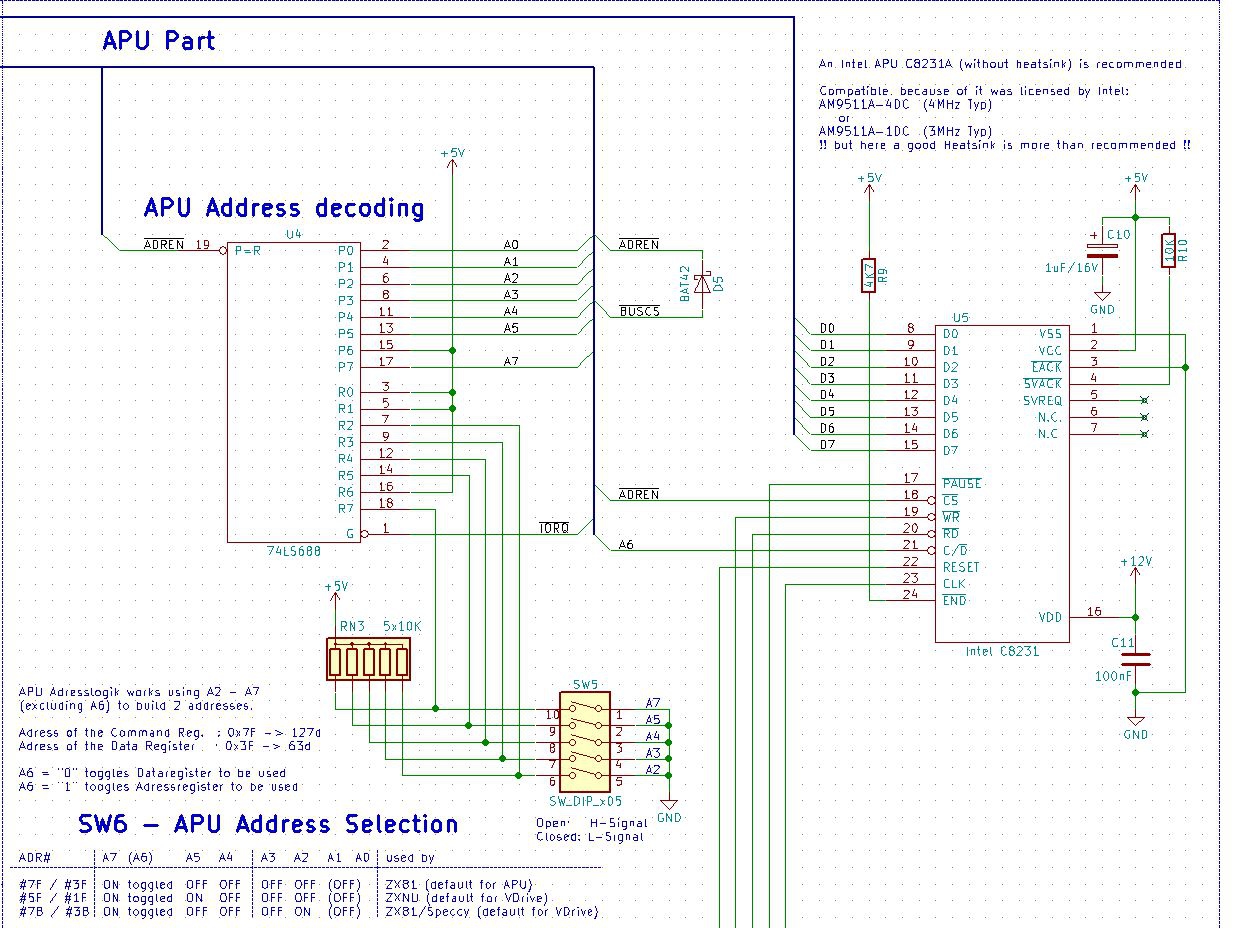 APU Part
An Intel APU C8231A (without heatsink) is recommended.
Compatible, because of it was licensed by Intel:
AM9511A-4DC (4MHz Typ)
or
AM9511A-1DC (3MHz Typ)
!! but here a good Heatsink is more than recommended !!
+5V
+5V
+5V
APU Address decoding
U4
ADREN 19 P=R
P0 2 A0
P1 4 A1
P2 6 A2
P3 8 A3
P4 11 A4
P5 13 A5
P6 15
P7 17 A7
R0 3
R1 5
R2 7
R3 9
R4 12
R5 14
R6 16
R7 18
G 1 IORQ
74LS688
ADREN
BAT42 D5
BUSCS
4K7 R9
+ C10
1uF/16V
GND
10K R10
U5
D0 8 D0 VSS 1
D1 9 D1 VCC 2
D2 10 D2 EACK 3
D3 11 D3 SVACK 4
D4 12 D4 SVREQ 5
D5 13 D5 N.C. 6
D6 14 D6 N.C 7
D7 15 D7
17 PAUSE
ADREN 18 CS
19 WR
20 RD
A6 21 C/D
22 RESET
23 CLK
24 END
Intel C8231
+12V
VDD 16
C11
100nF
GND
+5V
RN3 5x10K
SW5
10 1 A7
9 2 A5
8 3 A4
7 4 A3
6 5 A2
SW_DIP_x05
GND
Open: H-Signal
Closed: L-Signal
APU Adresslogik works using A2 - A7
(excluding A6) to build 2 addresses.
Adress of the Command Reg. : 0x7F -> 127d
Adress of the Data Register : 0x3F -> 63d
A6 = "0" toggles Dataregister to be used
A6 = "1" toogles Adressregister to be used
SW6 - APU Address Selection
ADR# A7 (A6) A5 A4 A3 A2 A1 A0 used by
#7F / #3F ON toggled OFF OFF OFF OFF (OFF) ZX81 (default for APU)
#5F / #1F ON toggled ON OFF OFF OFF (OFF) ZXNU (default for VDrive)
#7B / #3B ON toggled OFF OFF OFF ON (OFF) ZX81/Speccy (default for VDrive)